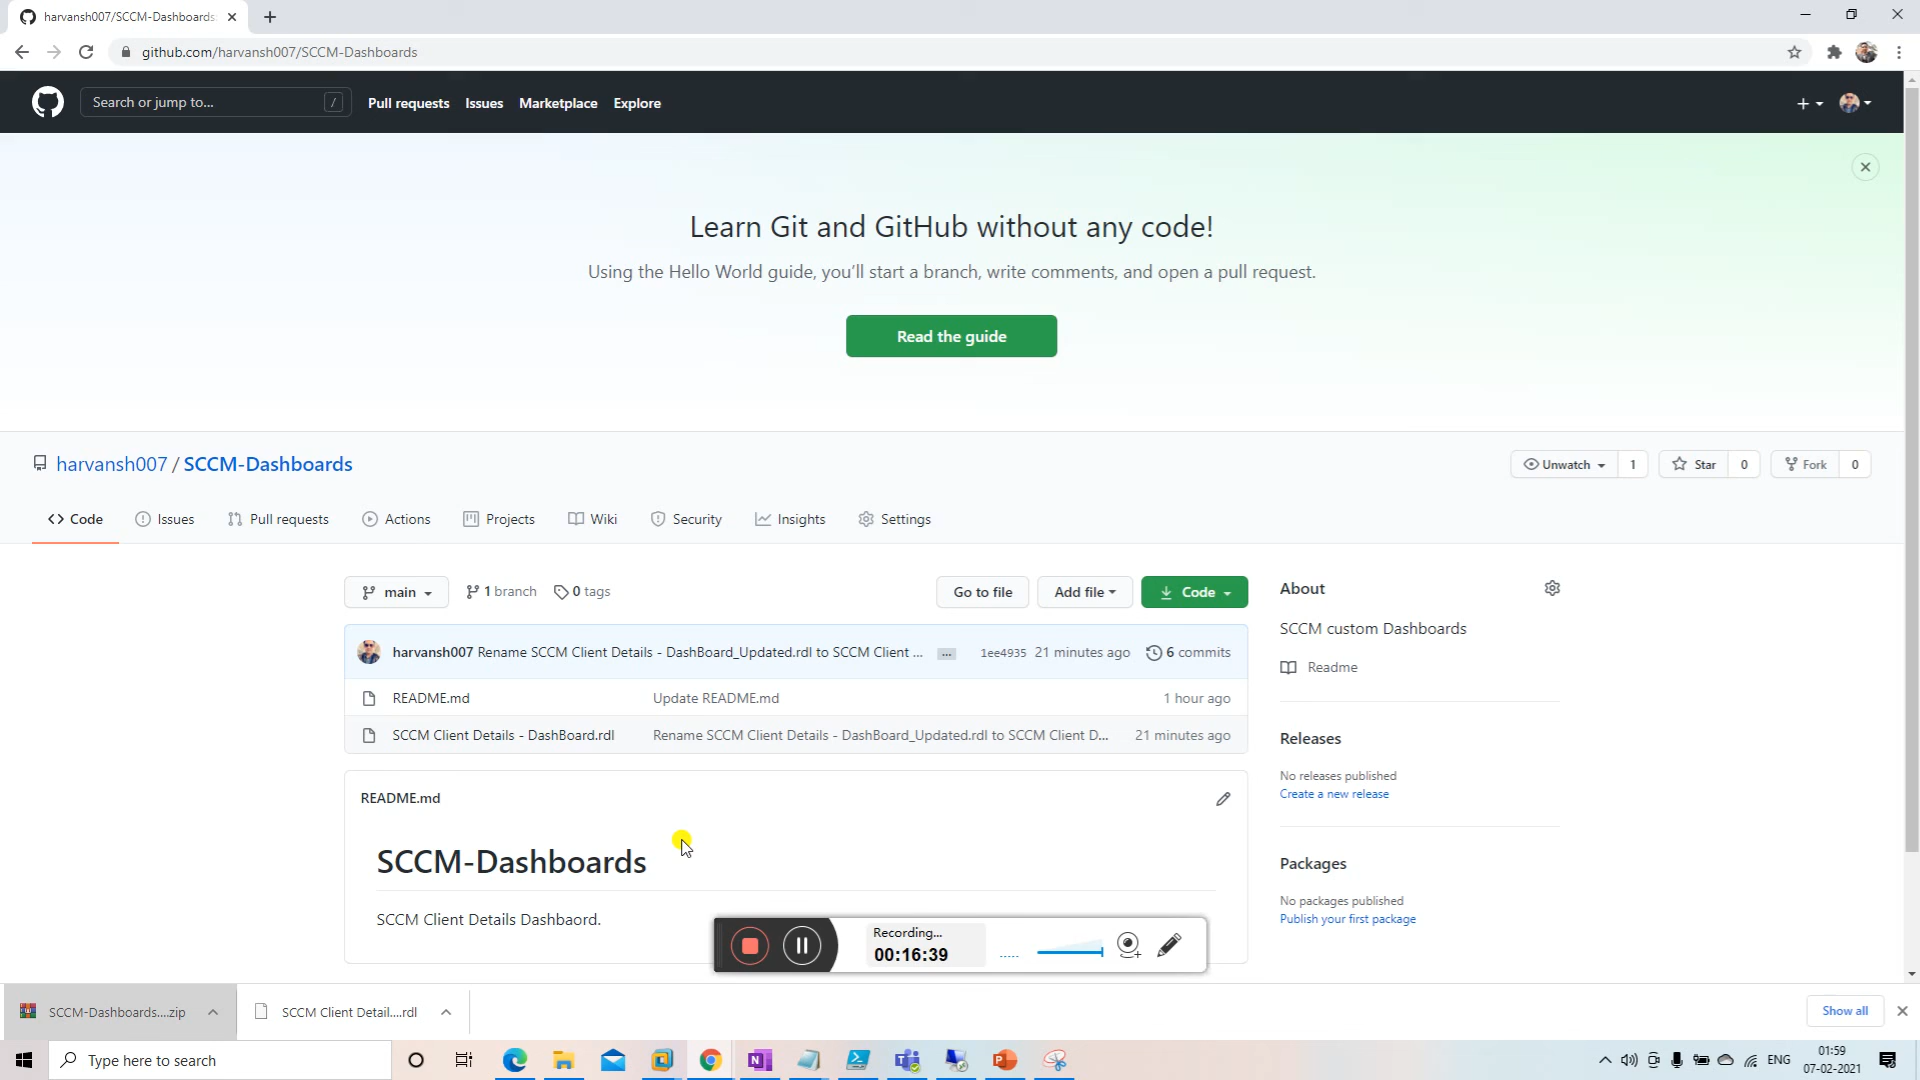 harvansh007/SCCM-Dashboards
github.com/harvansh007/SCCM-Dashboards
Search or jump to...
/
Pull requests
Issues
Marketplace
Explore
Learn Git and GitHub without any code!
Using the Hello World guide, you'll start a branch, write comments, and open a pull request.
Read the guide
harvansh007 / SCCM-Dashboards
Unwatch
1
Star
0
Fork
0
Code
Issues
Pull requests
Actions
Projects
Wiki
Security
Insights
Settings
main
1 branch
0 tags
Go to file
Add file
Code
About
SCCM custom Dashboards
Readme
harvansh007 Rename SCCM Client Details - DashBoard_Updated.rdl to SCCM Client ...
...
1ee4935
21 minutes ago
6 commits
README.md
Update README.md
1 hour ago
SCCM Client Details - DashBoard.rdl
Rename SCCM Client Details - DashBoard_Updated.rdl to SCCM Client D...
21 minutes ago
Releases
No releases published
Create a new release
README.md
SCCM-Dashboards
SCCM Client Details Dashbaord.
Packages
No packages published
Publish your first package
Recording...
00:16:39
SCCM-Dashboards....zip
SCCM Client Detail....rdl
Show all
Type here to search
ENG
01:59
07-02-2021